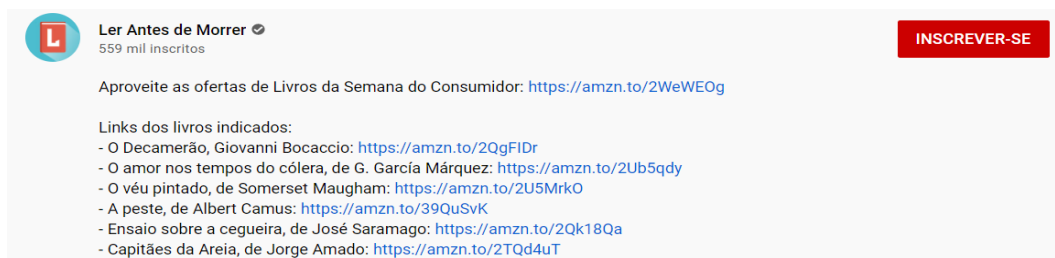 L
Ler Antes de Morrer
559 mil inscritos
INSCREVER-SE
Aproveite as ofertas de Livros da Semana do Consumidor: https://amzn.to/2WeWEOg
Links dos livros indicados:
- O Decamerão, Giovanni Bocaccio: https://amzn.to/2QgFIDr
- O amor nos tempos do cólera, de G. García Márquez: https://amzn.to/2Ub5qdy
- O véu pintado, de Somerset Maugham: https://amzn.to/2U5MrkO
- A peste, de Albert Camus: https://amzn.to/39QuSvK
- Ensaio sobre a cegueira, de José Saramago: https://amzn.to/2Qk18Qa
- Capitães da Areia, de Jorge Amado: https://amzn.to/2TQd4uT